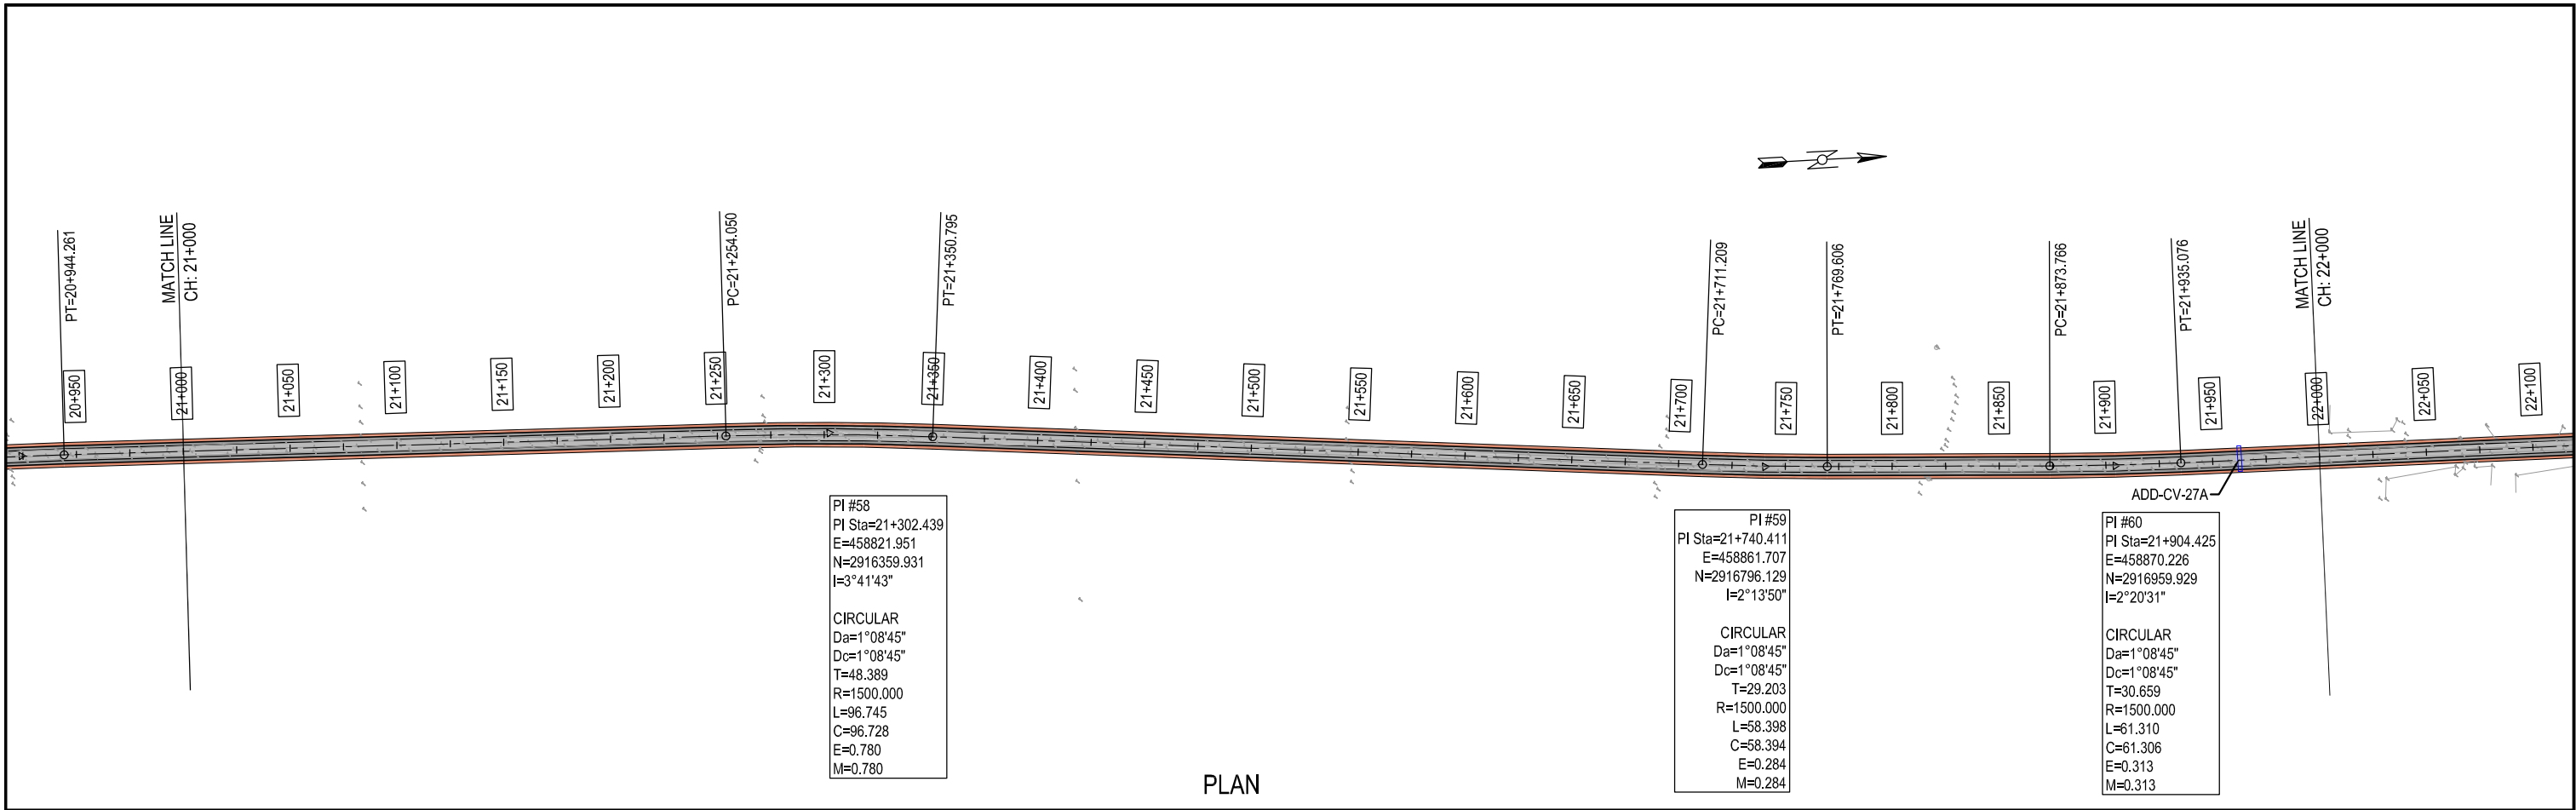 PT=20+944.261
MATCH LINE
CH: 21+000
PC=21+254.050
PT=21+350.795
PC=21+711.209
PT=21+769.606
PC=21+873.766
PT=21+935.076
MATCH LINE
CH: 22+000
20+950
21+000
21+050
21+100
21+150
21+200
21+250
21+300
21+350
21+400
21+450
21+500
21+550
21+600
21+650
21+700
21+750
21+800
21+850
21+900
21+950
22+000
22+050
22+100
ADD-CV-27A
PI #58
PI Sta=21+302.439
E=458821.951
N=2916359.931
I=3°41'43"
CIRCULAR
Da=1°08'45"
Dc=1°08'45"
T=48.389
R=1500.000
L=96.745
C=96.728
E=0.780
M=0.780
PI #59
PI Sta=21+740.411
E=458861.707
N=2916796.129
I=2°13'50"
CIRCULAR
Da=1°08'45"
Dc=1°08'45"
T=29.203
R=1500.000
L=58.398
C=58.394
E=0.284
M=0.284
PI #60
PI Sta=21+904.425
E=458870.226
N=2916959.929
I=2°20'31"
CIRCULAR
Da=1°08'45"
Dc=1°08'45"
T=30.659
R=1500.000
L=61.310
C=61.306
E=0.313
M=0.313
PLAN